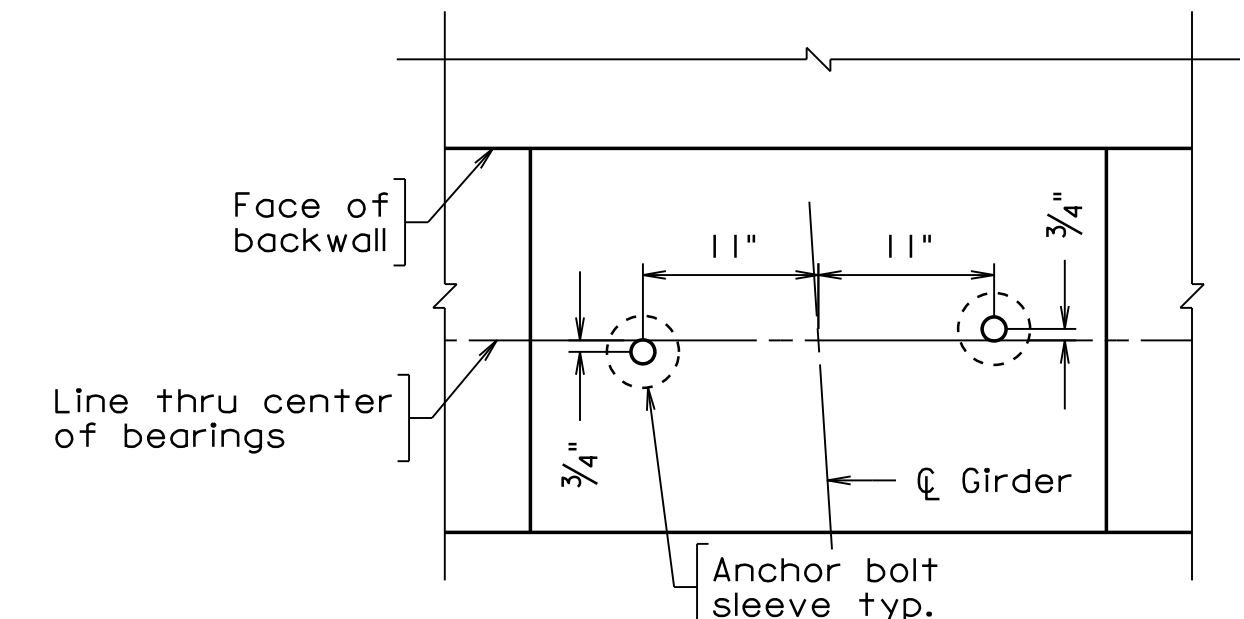 3/4"
11"
11"
Face of
backwall
Line thru center
of bearings
3/4"
℄ Girder
Anchor bolt
sleeve typ.